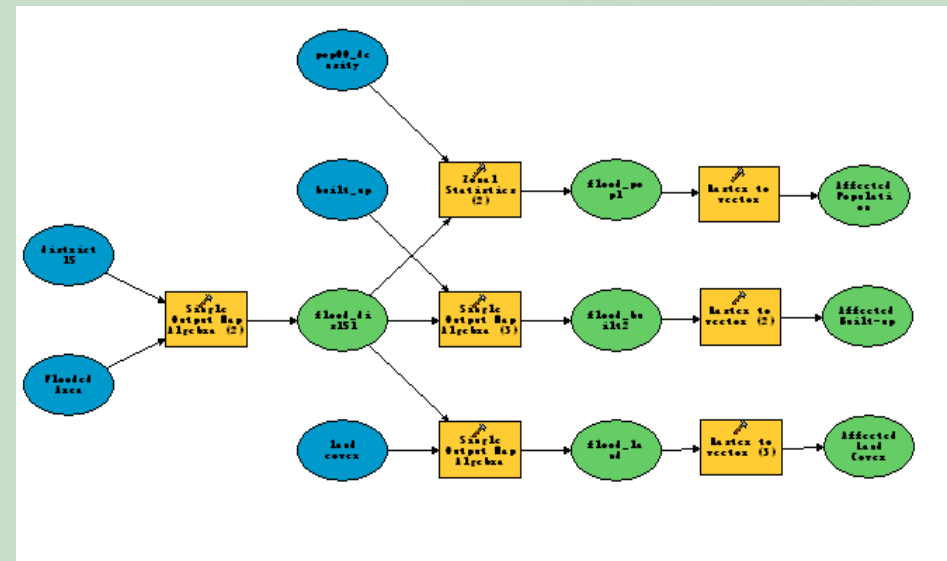 pop00_de
nsity
built_up
Zonal
Statistics
(2)
flood_po
p1
Raster to
vector
Affected
Populati
on
district
15
Single
Output Map
Algebra (2)
flood_di
s151
Single
Output Map
Algebra (3)
flood_bu
ilt2
Raster to
vector (2)
Affected
Built-up
Flooded
Area
land
cover
Single
Output Map
Algebra
flood_la
nd
Raster to
vector (3)
Affected
Land
Cover